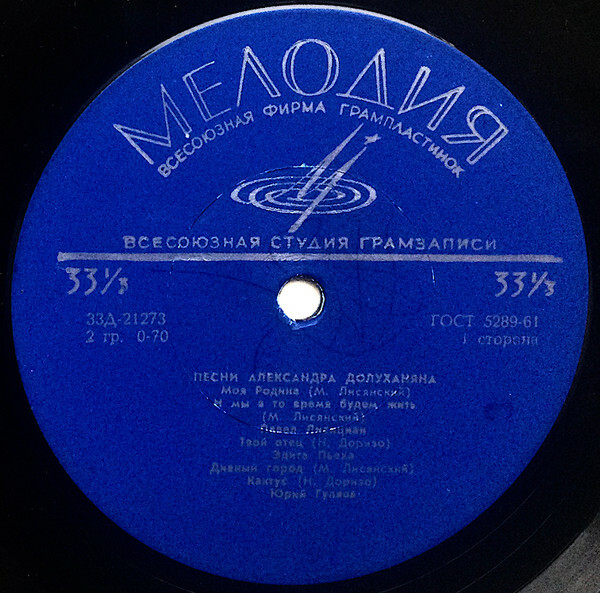 МЕЛОДИЯ
ВСЕСОЮЗНАЯ ФИРМА ГРАМПЛАСТИНОК
ВСЕСОЮЗНАЯ СТУДИЯ ГРАМЗАПИСИ
33⅓ 33⅓
33Д-21273 ГОСТ 5289-61
2 гр. 0-70 1 сторона
ПЕСНИ АЛЕКСАНДРА ДОЛУХАНЯНА
Моя Родина (М. Лисянский)
И мы в то время будем жить
(М. Лисянский)
Павел Лисициан
Твой отец (Н. Доризо)
Эдита Пьеха
Дивный город (М. Лисянский)
Кактус (Н. Доризо)
Юрий Гуляев